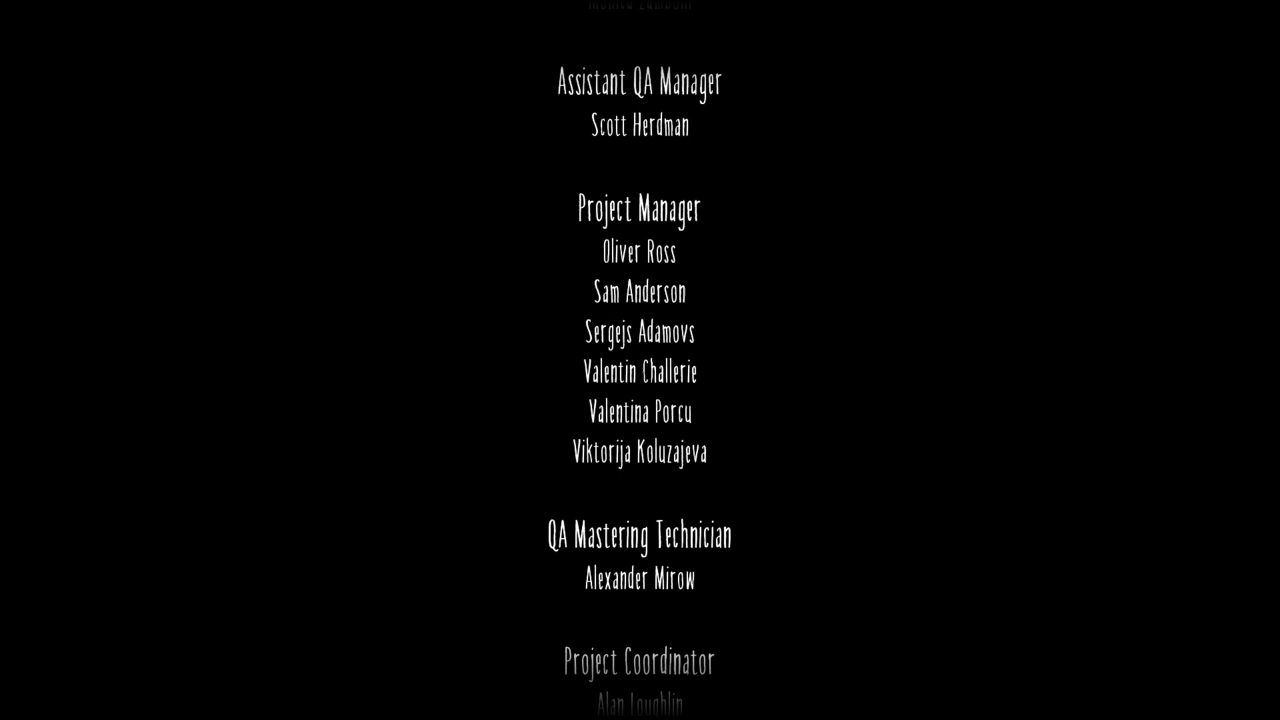 Assistant QA Manager
Scott Herdman
Project Manager
Oliver Ross
Sam Anderson
Sergejs Adamovs
Valentin Challerie
Valentina Porcu
Viktorija Koluzajeva
QA Mastering Technician
Alexander Mirow
Project Coordinator
Alan Loughlin